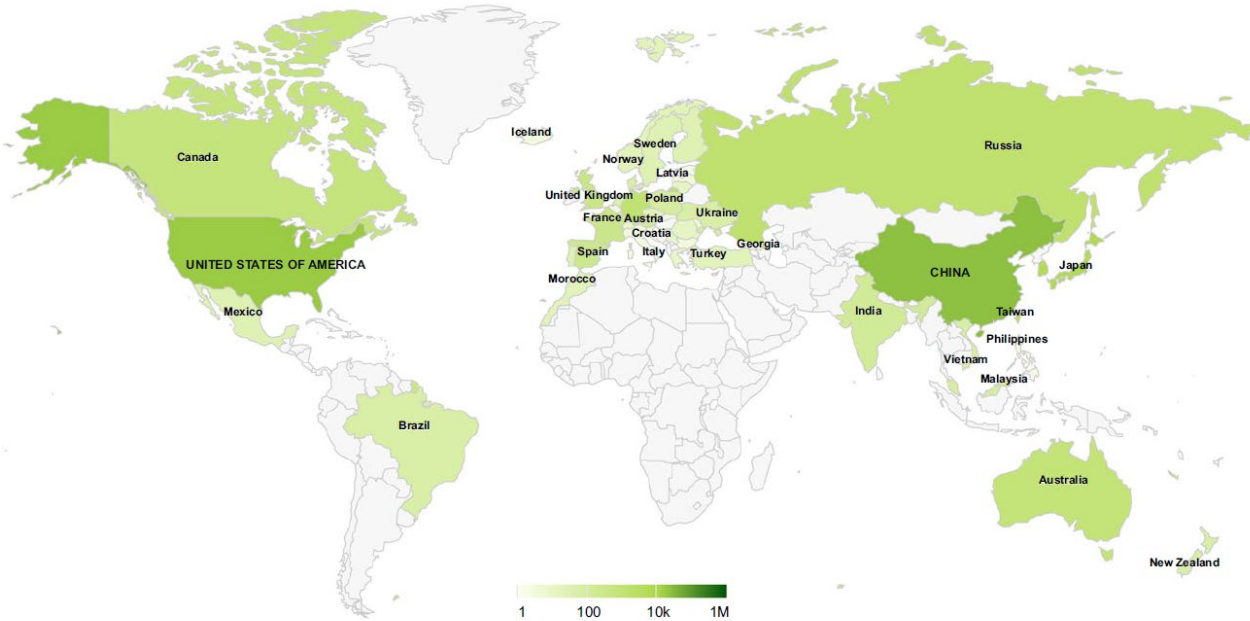 Iceland
Sweden
Canada
Russia
Norway
Latvia
United Kingdom
Poland
Ukraine
France
Austria
Croatia
Georgia
Spain
Italy
Turkey
UNITED STATES OF AMERICA
Japan
CHINA
Morocco
Mexico
India
Taiwan
Philippines
Vietnam
Malaysia
Brazil
Australia
New Zealand
1 100 10k 1M